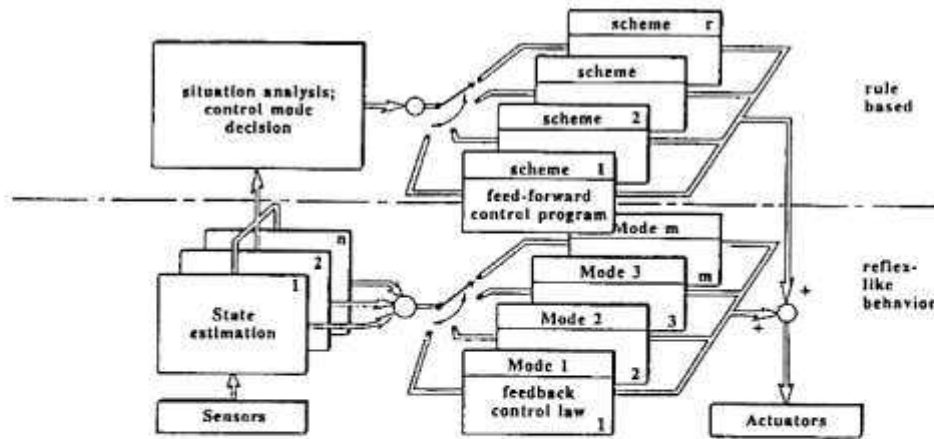 scheme r
scheme
scheme 2
scheme 1
feed-forward
control program
situation analysis;
control mode
decision
rule
based
n
2
1
State
estimation
Sensors
Mode m
m
Mode 3
3
Mode 2
2
Mode 1
feedback
control law
1
reflex-
like
behavior
+
+
Actuators